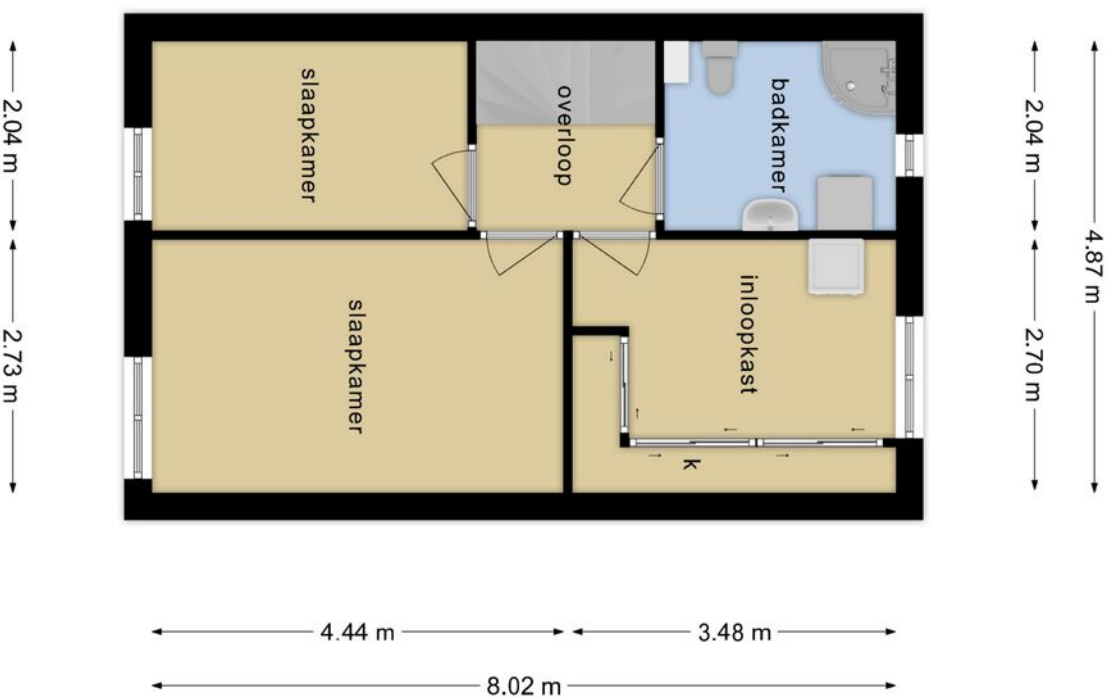 slaapkamer
overloop
badkamer
slaapkamer
inloopkast
k
2.04 m
2.73 m
2.04 m
2.70 m
4.87 m
4.44 m
3.48 m
8.02 m